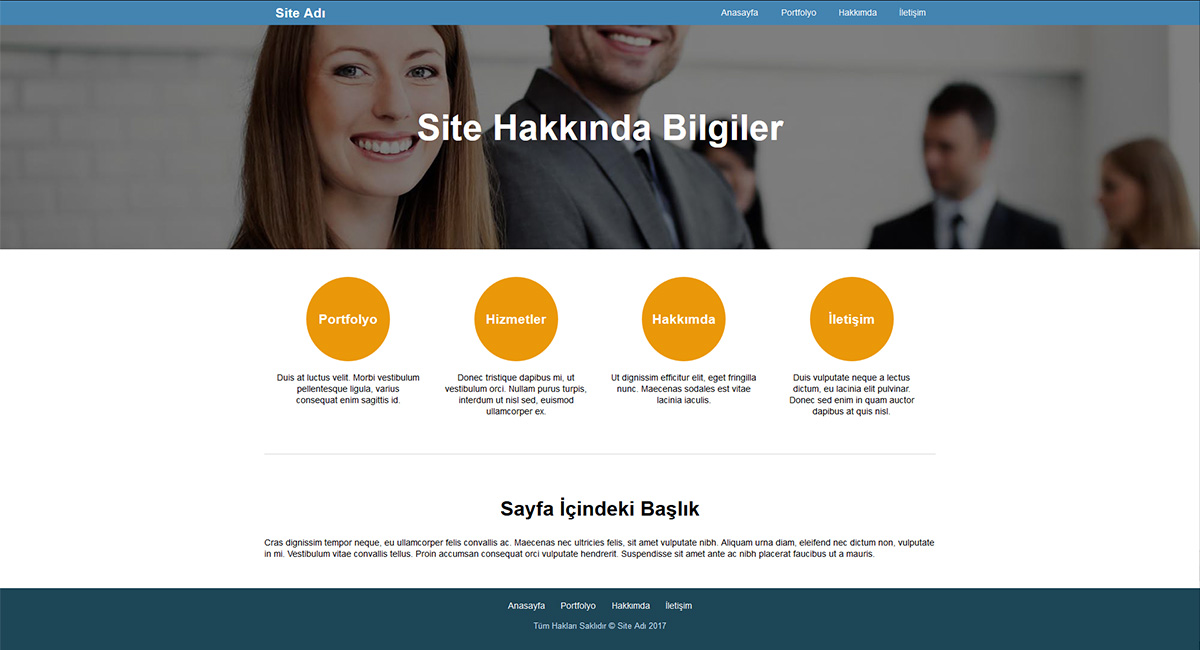 Site Adı
Anasayfa Portfolyo Hakkımda İletişim
Site Hakkında Bilgiler
Portfolyo
Duis at luctus velit. Morbi vestibulum
pellentesque ligula, varius
consequat enim sagittis id.
Hizmetler
Donec tristique dapibus mi, ut
vestibulum orci. Nullam purus turpis,
interdum ut nisl sed, euismod
ullamcorper ex.
Hakkımda
Ut dignissim efficitur elit, eget fringilla
nunc. Maecenas sodales est vitae
lacinia iaculis.
İletişim
Duis vulputate neque a lectus
dictum, eu lacinia elit pulvinar.
Donec sed enim in quam auctor
dapibus at quis nisl.
Sayfa İçindeki Başlık
Cras dignissim tempor neque, eu ullamcorper felis convallis ac. Maecenas nec ultricies felis, sit amet vulputate nibh. Aliquam urna diam, eleifend nec dictum non, vulputate
in mi. Vestibulum vitae convallis tellus. Proin accumsan consequat orci vulputate hendrerit. Suspendisse sit amet ante ac nibh placerat faucibus ut a mauris.
Anasayfa Portfolyo Hakkımda İletişim
Tüm Hakları Saklıdır © Site Adı 2017